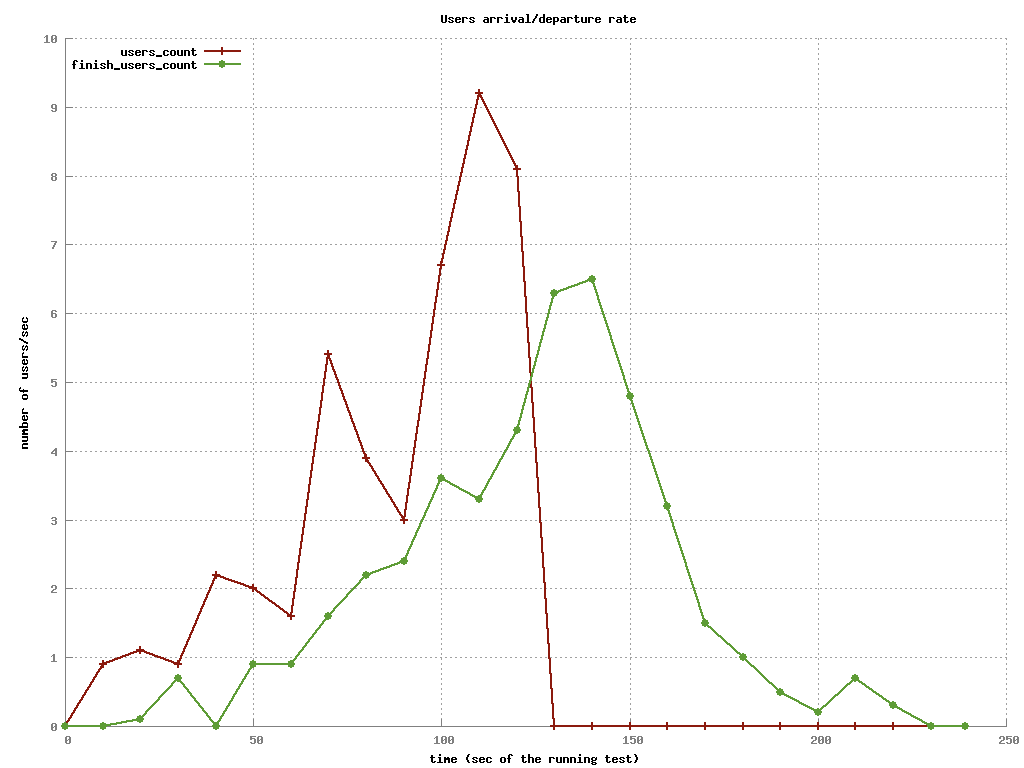 Users arrival/departure rate
users_count
finish_users_count
10
9
8
7
6
5
4
3
2
1
0
number of users/sec
0 50 100 150 200 250
time (sec of the running test)